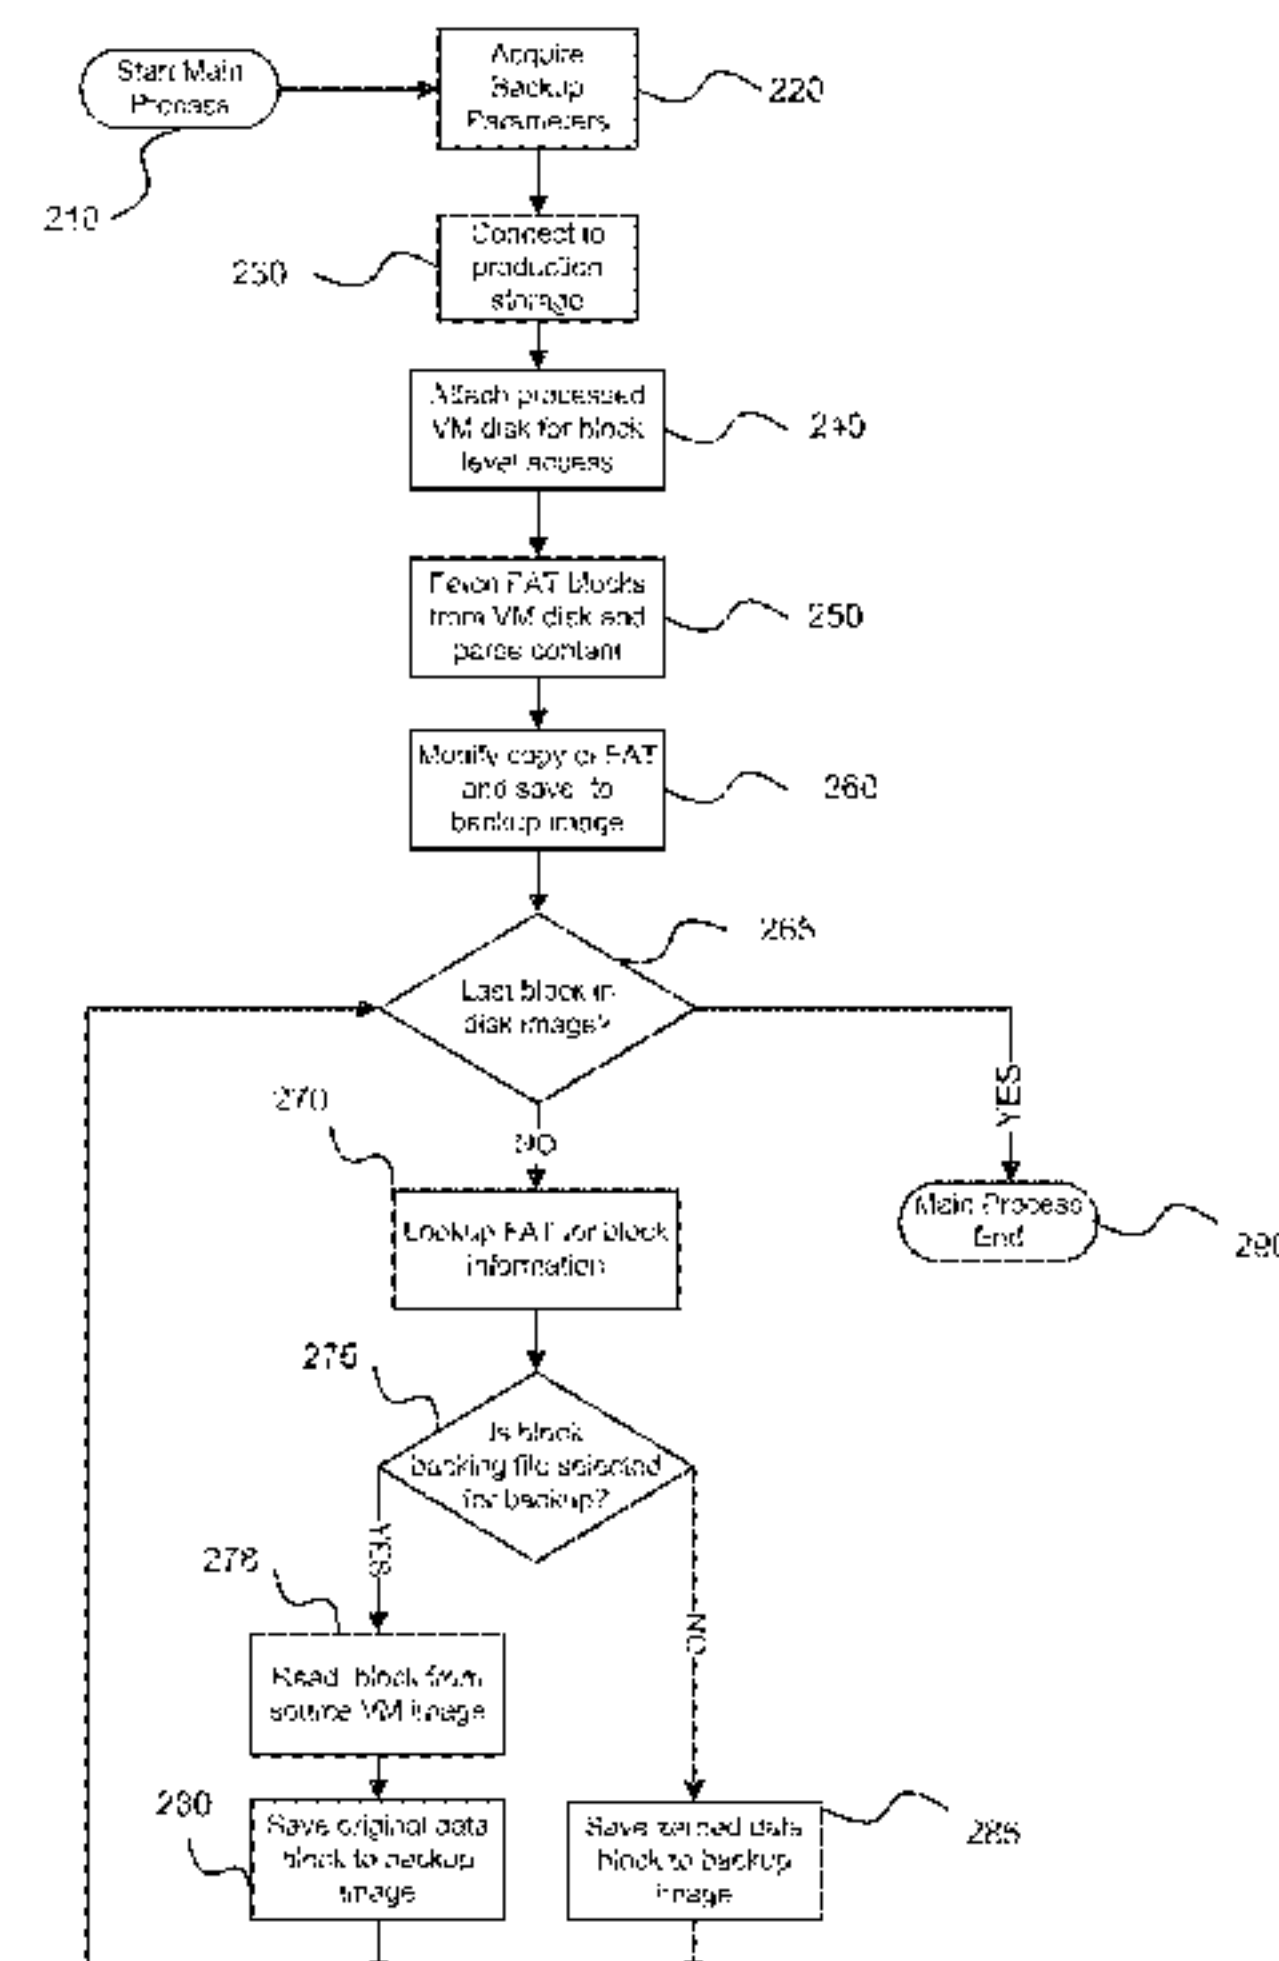 Start Main
Process
Acquire
Backup
Parameters
220
210
Connect to
production
storage
230
Attach processed
VM disk for block
level access
240
Fetch FAT blocks
from VM disk and
parse content
250
Modify copy of FAT
and save to
backup image
260
265
Last block in
disk image?
YES
270
NO
Lookup FAT for block
information
Main Process
End
290
275
Is block
backing file selected
for backup?
YES
NO
278
Read block from
source VM image
280
Save original data
block to backup
image
Save zeroed data
block to backup
image
285